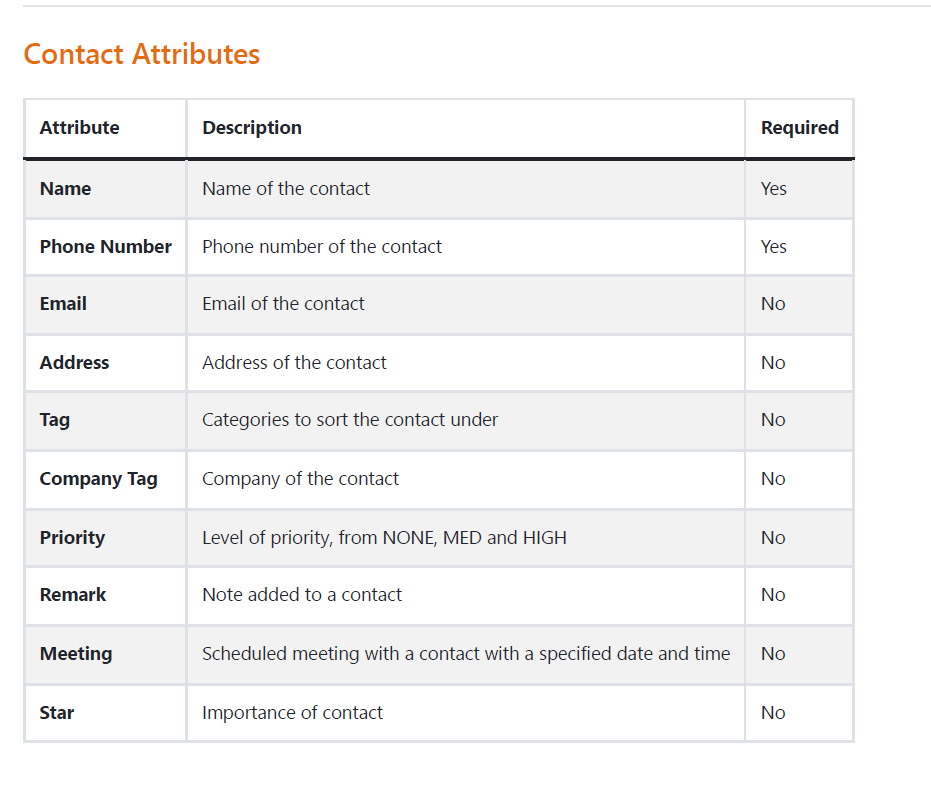 Contact Attributes
Attribute Description Required
Name Name of the contact Yes
Phone Number Phone number of the contact Yes
Email Email of the contact No
Address Address of the contact No
Tag Categories to sort the contact under No
Company Tag Company of the contact No
Priority Level of priority, from NONE, MED and HIGH No
Remark Note added to a contact No
Meeting Scheduled meeting with a contact with a specified date and time No
Star Importance of contact No